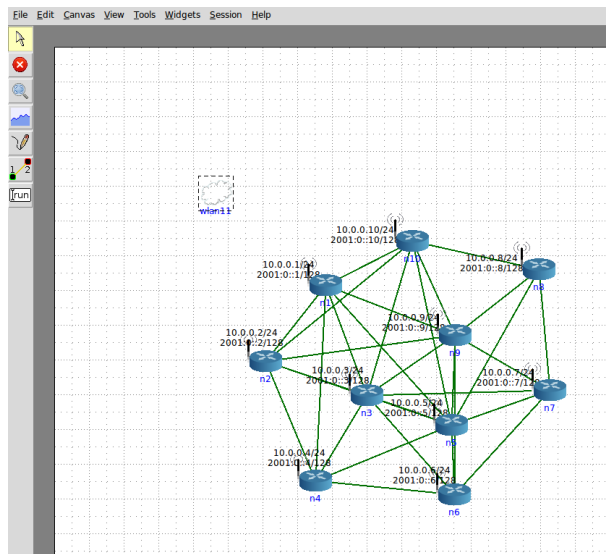 File Edit Canvas View Tools Widgets Session Help
1 2
run
wlan11
10.0.0.10/24
2001:0::10/128
n10
10.0.0.8/24
2001:0::8/128
n8
10.0.0.1/24
2001:0::1/128
n1
10.0.0.9/24
2001:0::9/128
n9
10.0.0.2/24
2001:0::2/128
n2
10.0.0.3/24
2001:0::3/128
n3
10.0.0.7/24
2001:0::7/128
n7
10.0.0.5/24
2001:0::5/128
n5
10.0.0.4/24
2001:0::4/128
n4
10.0.0.6/24
2001:0::6/128
n6